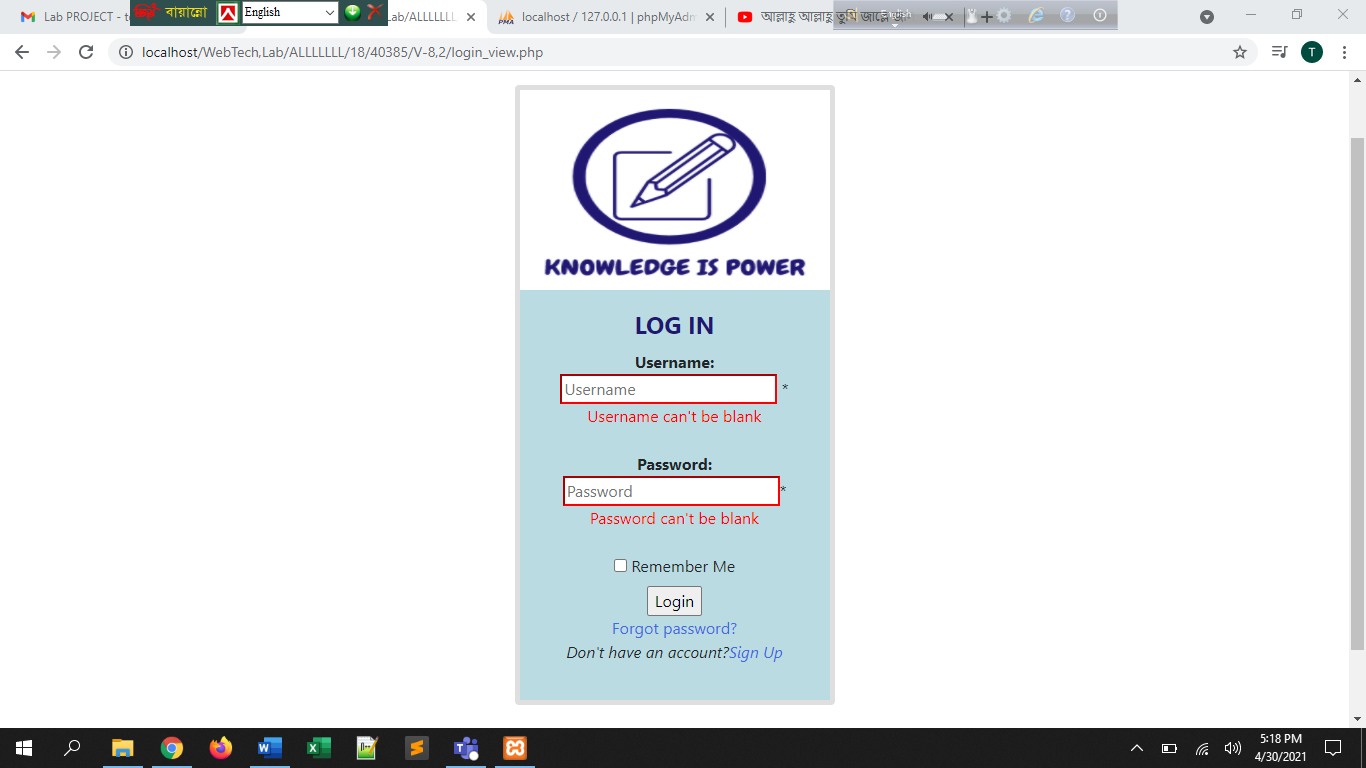 Lab PROJECT - t
বায়ান্নো
English
Lab/ALLLLLLL
localhost / 127.0.0.1 | phpMyAdm
English
localhost/WebTech,Lab/ALLLLLLL/18/40385/V-8,2/login_view.php
T
KNOWLEDGE IS POWER
LOG IN
Username:
Username *
Username can't be blank
Password:
Password *
Password can't be blank
Remember Me
Login
Forgot password?
Don't have an account?Sign Up
5:18 PM
4/30/2021